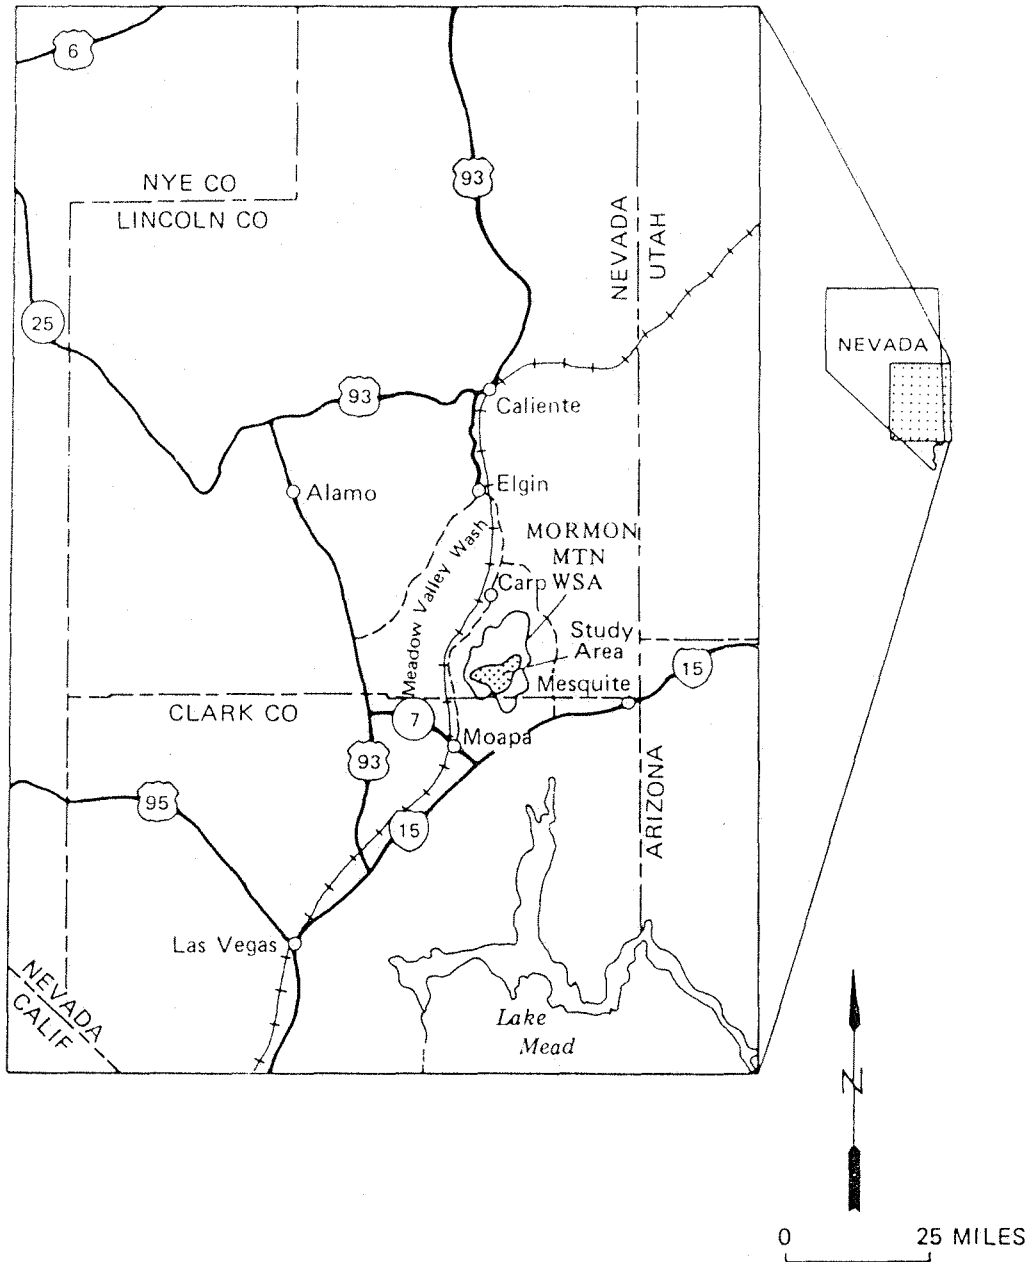 6
NYE CO
LINCOLN CO
93
NEVADA
UTAH
25
NEVADA
93
Caliente
Alamo
Elgin
Meadow Valley Wash
MORMON
MTN
WSA
Carp
Study
Area
15
Mesquite
CLARK CO
7
Moapa
93
95
15
ARIZONA
Las Vegas
NEVADA
CALIF
Lake
Mead
N
0 25 MILES